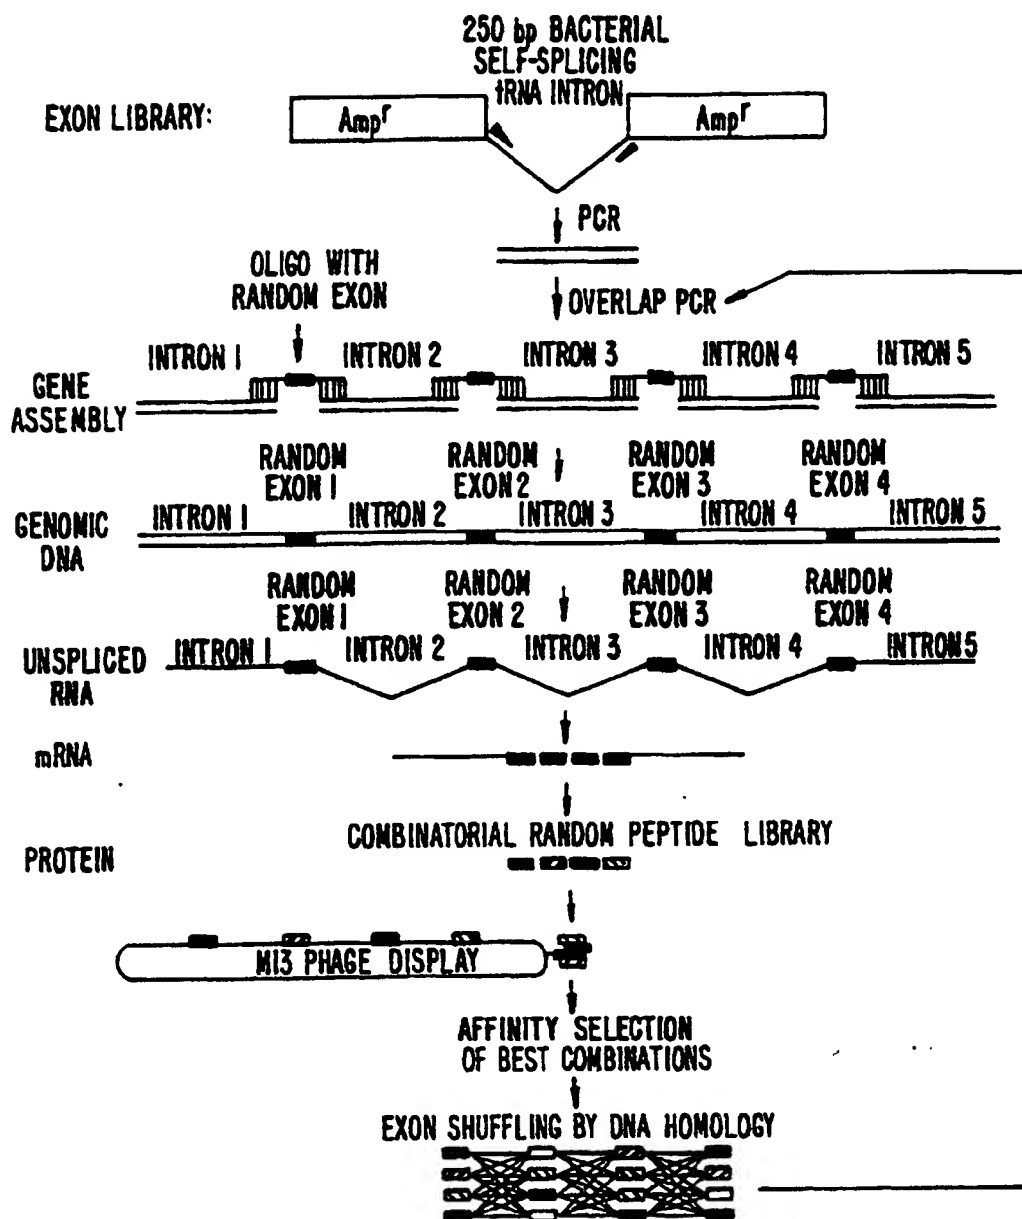 250 bp BACTERIAL
SELF-SPLICING
tRNA INTRON
EXON LIBRARY:
Ampr
Ampr
PCR
OLIGO WITH
RANDOM EXON
OVERLAP PCR
INTRON 1
INTRON 2
INTRON 3
INTRON 4
INTRON 5
GENE
ASSEMBLY
RANDOM
EXON 1
RANDOM
EXON 2
RANDOM
EXON 3
RANDOM
EXON 4
INTRON 1
INTRON 2
INTRON 3
INTRON 4
INTRON 5
GENOMIC
DNA
RANDOM
EXON 1
RANDOM
EXON 2
RANDOM
EXON 3
RANDOM
EXON 4
INTRON 1
INTRON 2
INTRON 3
INTRON 4
INTRON 5
UNSPLICED
RNA
mRNA
COMBINATORIAL RANDOM PEPTIDE LIBRARY
PROTEIN
M13 PHAGE DISPLAY
AFFINITY SELECTION
OF BEST COMBINATIONS
EXON SHUFFLING BY DNA HOMOLOGY